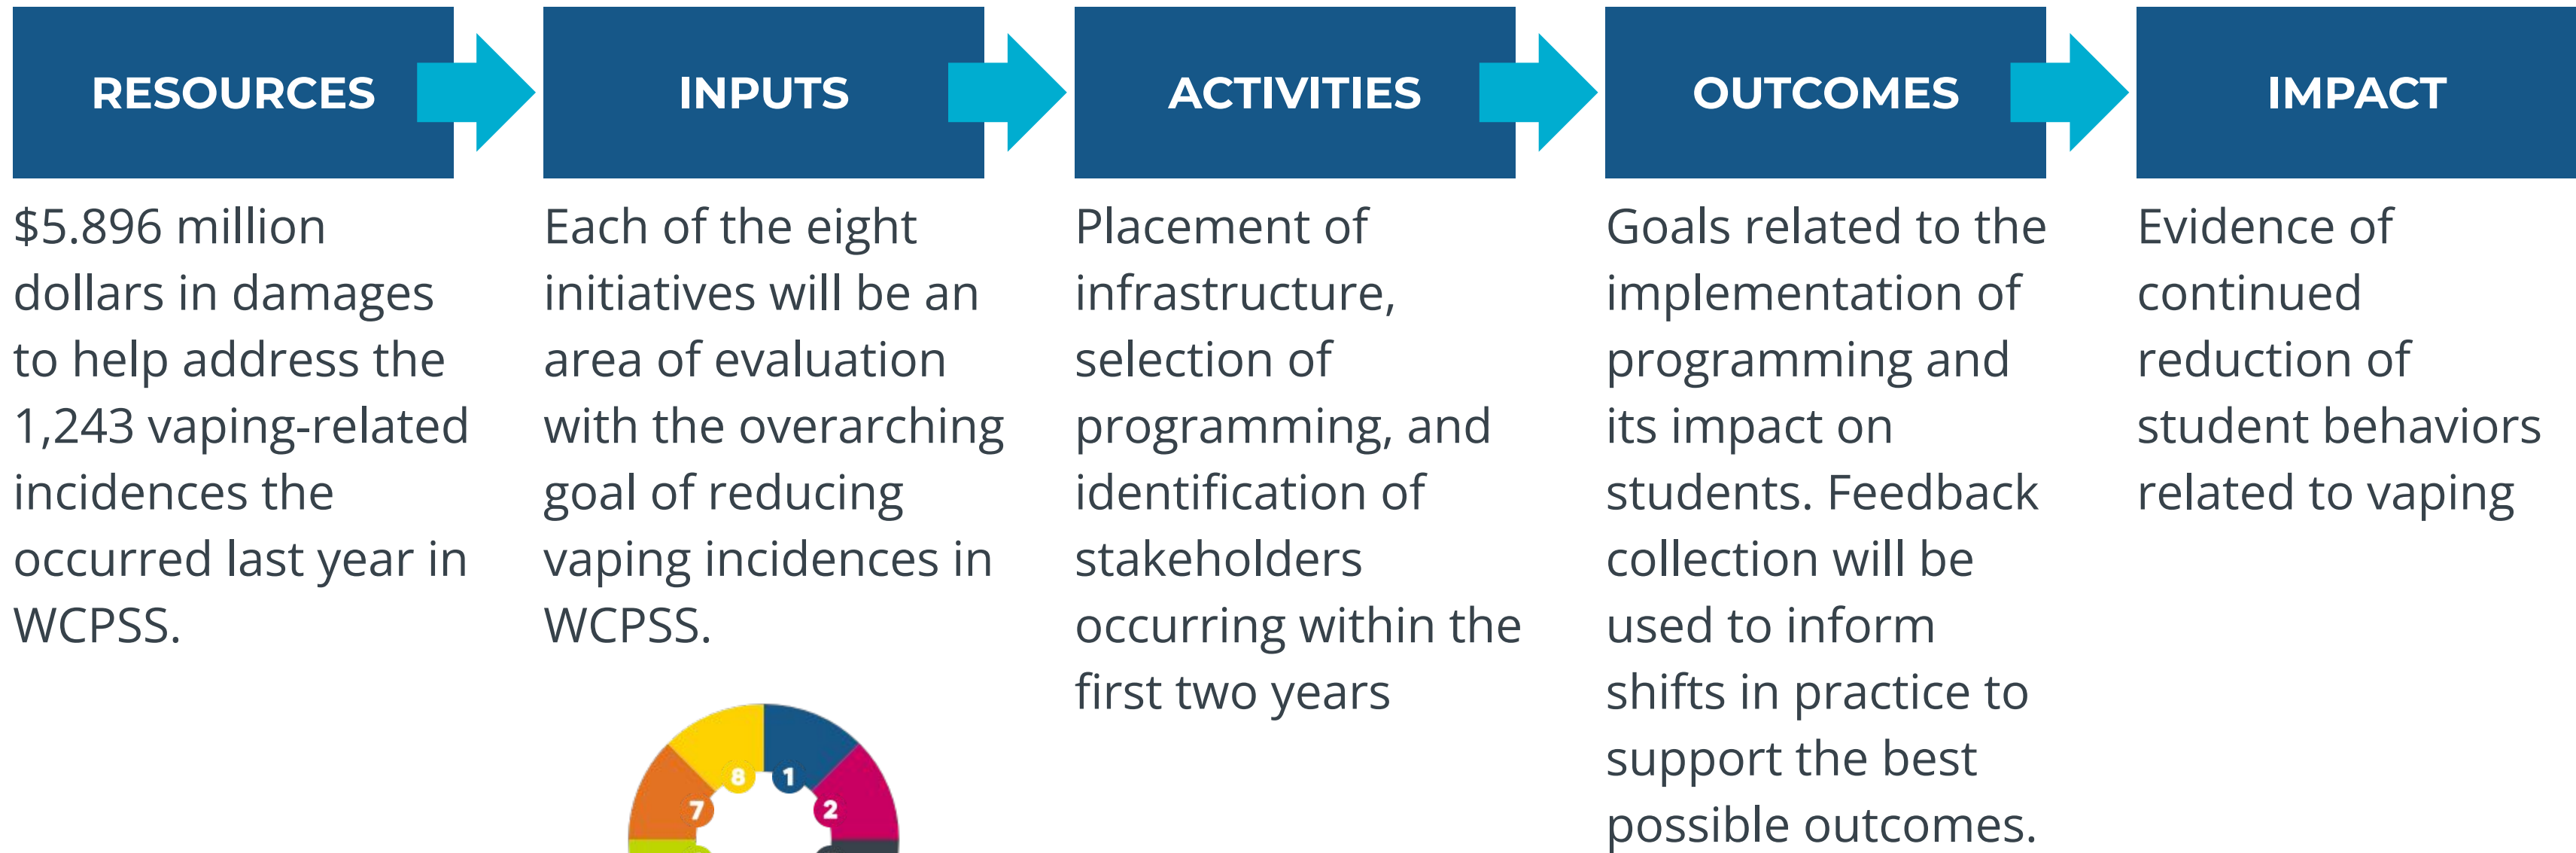 RESOURCES
INPUTS
ACTIVITIES
OUTCOMES
IMPACT
$5.896 million
dollars in damages
to help address the
1,243 vaping-related
incidences the
occurred last year in
WCPSS.
Each of the eight
initiatives will be an
area of evaluation
with the overarching
goal of reducing
vaping incidences in
WCPSS.
8
1
7
2
Placement of
infrastructure,
selection of
programming, and
identification of
stakeholders
occurring within the
first two years
Goals related to the
implementation of
programming and
its impact on
students. Feedback
collection will be
used to inform
shifts in practice to
support the best
possible outcomes.
Evidence of
continued
reduction of
student behaviors
related to vaping